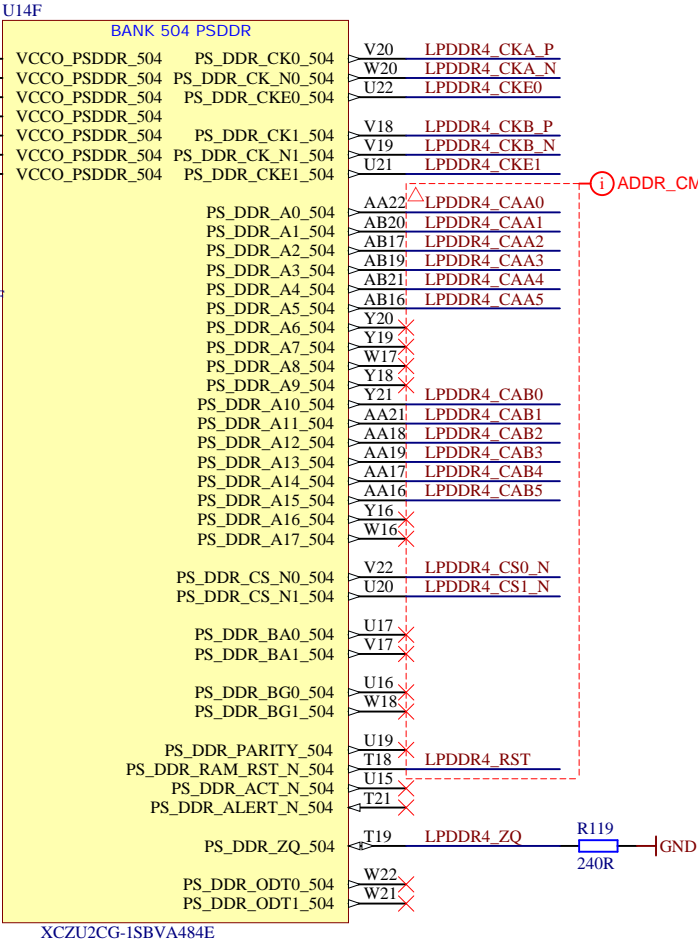 U14F
BANK 504 PSDDR
VCCO_PSDDR_504 PS_DDR_CK0_504 V20 LPDDR4_CKA_P
VCCO_PSDDR_504 PS_DDR_CK_N0_504 W20 LPDDR4_CKA_N
VCCO_PSDDR_504 PS_DDR_CKE0_504 U22 LPDDR4_CKE0
VCCO_PSDDR_504
VCCO_PSDDR_504 PS_DDR_CK1_504 V18 LPDDR4_CKB_P
VCCO_PSDDR_504 PS_DDR_CK_N1_504 V19 LPDDR4_CKB_N
VCCO_PSDDR_504 PS_DDR_CKE1_504 U21 LPDDR4_CKE1
i ADDR_CM
PS_DDR_A0_504 AA22 LPDDR4_CAA0
PS_DDR_A1_504 AB20 LPDDR4_CAA1
PS_DDR_A2_504 AB17 LPDDR4_CAA2
PS_DDR_A3_504 AB19 LPDDR4_CAA3
PS_DDR_A4_504 AB21 LPDDR4_CAA4
PS_DDR_A5_504 AB16 LPDDR4_CAA5
PS_DDR_A6_504 Y20
PS_DDR_A7_504 Y19
PS_DDR_A8_504 W17
PS_DDR_A9_504 Y18
PS_DDR_A10_504 Y21 LPDDR4_CAB0
PS_DDR_A11_504 AA21 LPDDR4_CAB1
PS_DDR_A12_504 AA18 LPDDR4_CAB2
PS_DDR_A13_504 AA19 LPDDR4_CAB3
PS_DDR_A14_504 AA17 LPDDR4_CAB4
PS_DDR_A15_504 AA16 LPDDR4_CAB5
PS_DDR_A16_504 Y16
PS_DDR_A17_504 W16
PS_DDR_CS_N0_504 V22 LPDDR4_CS0_N
PS_DDR_CS_N1_504 U20 LPDDR4_CS1_N
PS_DDR_BA0_504 U17
PS_DDR_BA1_504 V17
PS_DDR_BG0_504 U16
PS_DDR_BG1_504 W18
PS_DDR_PARITY_504 U19
PS_DDR_RAM_RST_N_504 T18 LPDDR4_RST
PS_DDR_ACT_N_504 U15
PS_DDR_ALERT_N_504 T21
PS_DDR_ZQ_504 T19 LPDDR4_ZQ R119 GND
240R
PS_DDR_ODT0_504 W22
PS_DDR_ODT1_504 W21
XCZU2CG-1SBVA484E